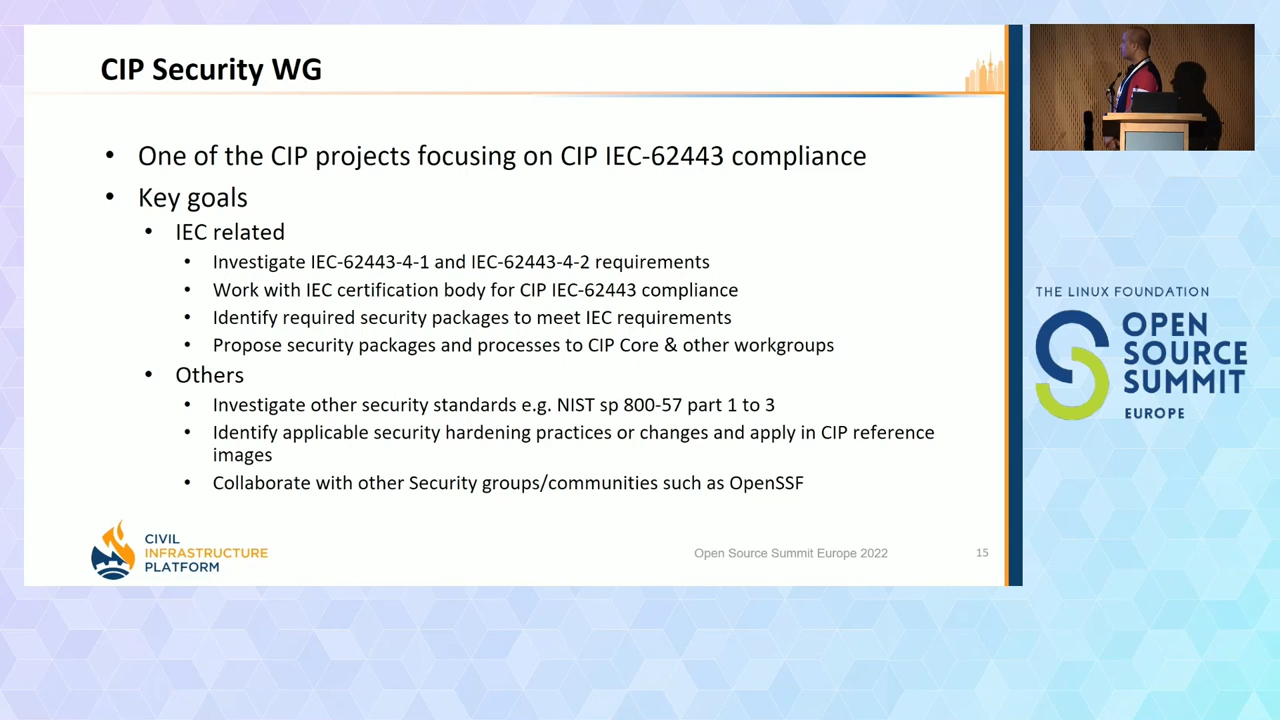 CIP Security WG
• One of the CIP projects focusing on CIP IEC-62443 compliance
• Key goals
• IEC related
• Investigate IEC-62443-4-1 and IEC-62443-4-2 requirements
• Work with IEC certification body for CIP IEC-62443 compliance
• Identify required security packages to meet IEC requirements
• Propose security packages and processes to CIP Core & other workgroups
• Others
• Investigate other security standards e.g. NIST sp 800-57 part 1 to 3
• Identify applicable security hardening practices or changes and apply in CIP reference
images
• Collaborate with other Security groups/communities such as OpenSSF
CIVIL
INFRASTRUCTURE
PLATFORM
Open Source Summit Europe 2022
15
THE LINUX FOUNDATION
OPEN
SOURCE
SUMMIT
EUROPE